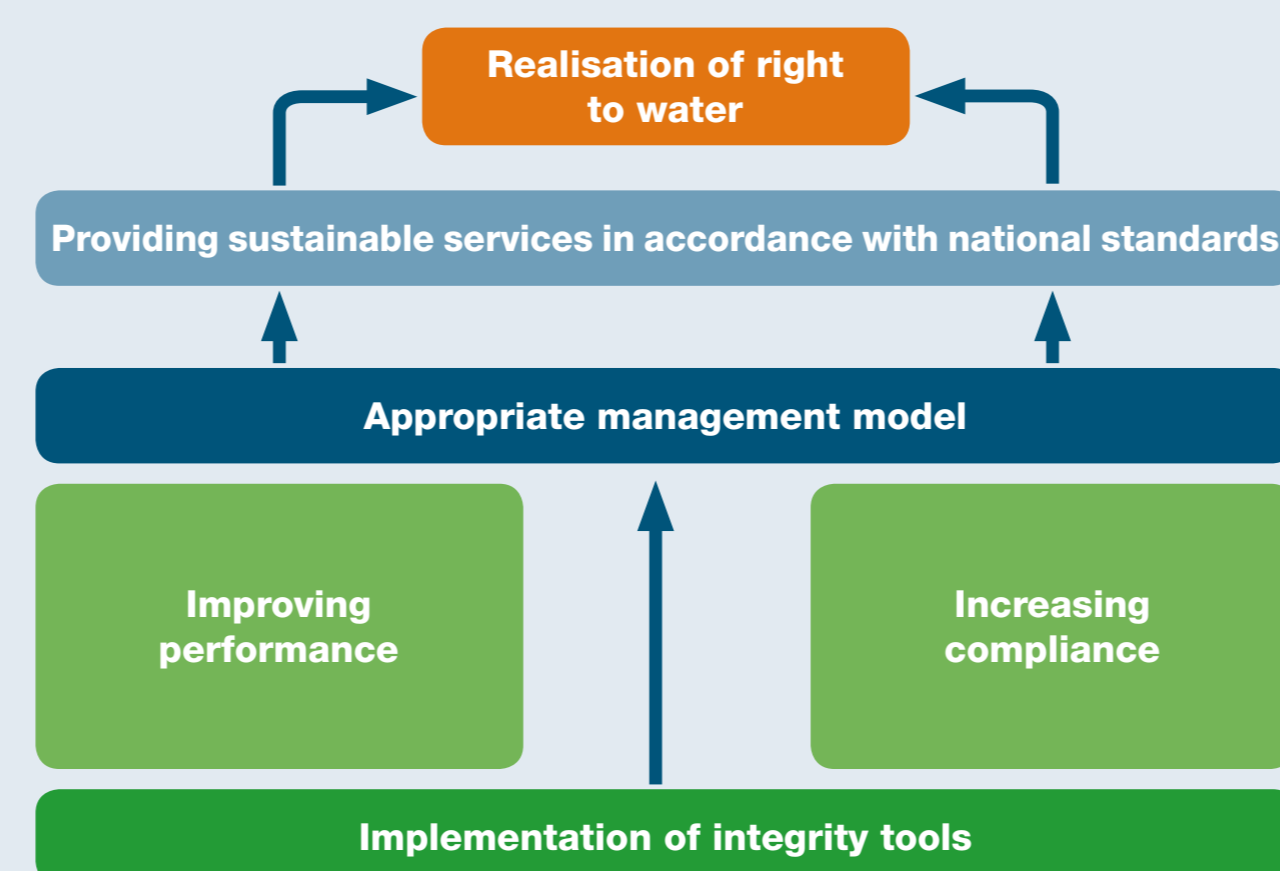 Realisation of right
to water
Providing sustainable services in accordance with national standards
Appropriate management model
Improving
performance
Increasing
compliance
Implementation of integrity tools